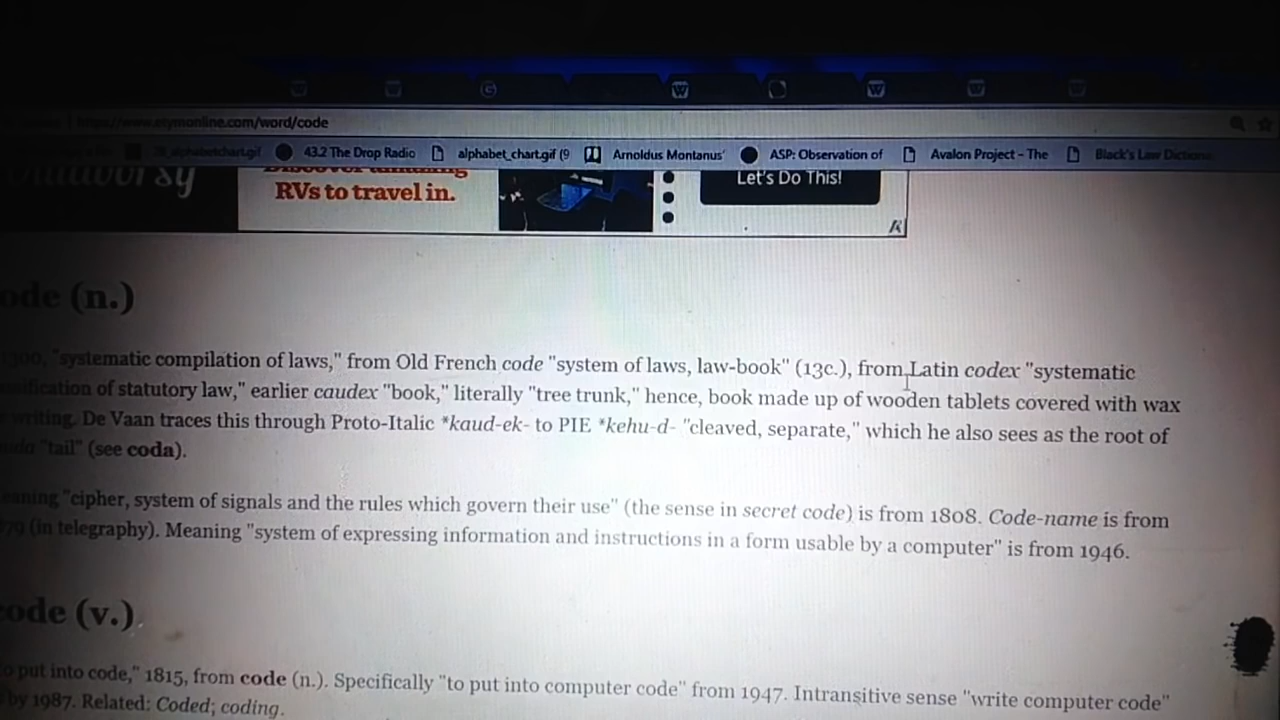 https://www.etymonline.com/word/code
43.2 The Drop Radio alphabet_chart.gif (9 Arnoldus Montanus' ASP: Observation of Avalon Project - The Black's Law Dictiona
RVs to travel in.
Let's Do This!
ode (n.)
"systematic compilation of laws," from Old French code "system of laws, law-book" (13c.), from Latin codex "systematic
of statutory law," earlier caudex "book," literally "tree trunk," hence, book made up of wooden tablets covered with wax
writing. De Vaan traces this through Proto-Italic *kaud-ek- to PIE *kehu-d- "cleaved, separate," which he also sees as the root of
"tail" (see coda).
eaning "cipher, system of signals and the rules which govern their use" (the sense in secret code) is from 1808. Code-name is from
79 (in telegraphy). Meaning "system of expressing information and instructions in a form usable by a computer" is from 1946.
code (v.)
o put into code," 1815, from code (n.). Specifically "to put into computer code" from 1947. Intransitive sense "write computer code"
by 1987. Related: Coded; coding.